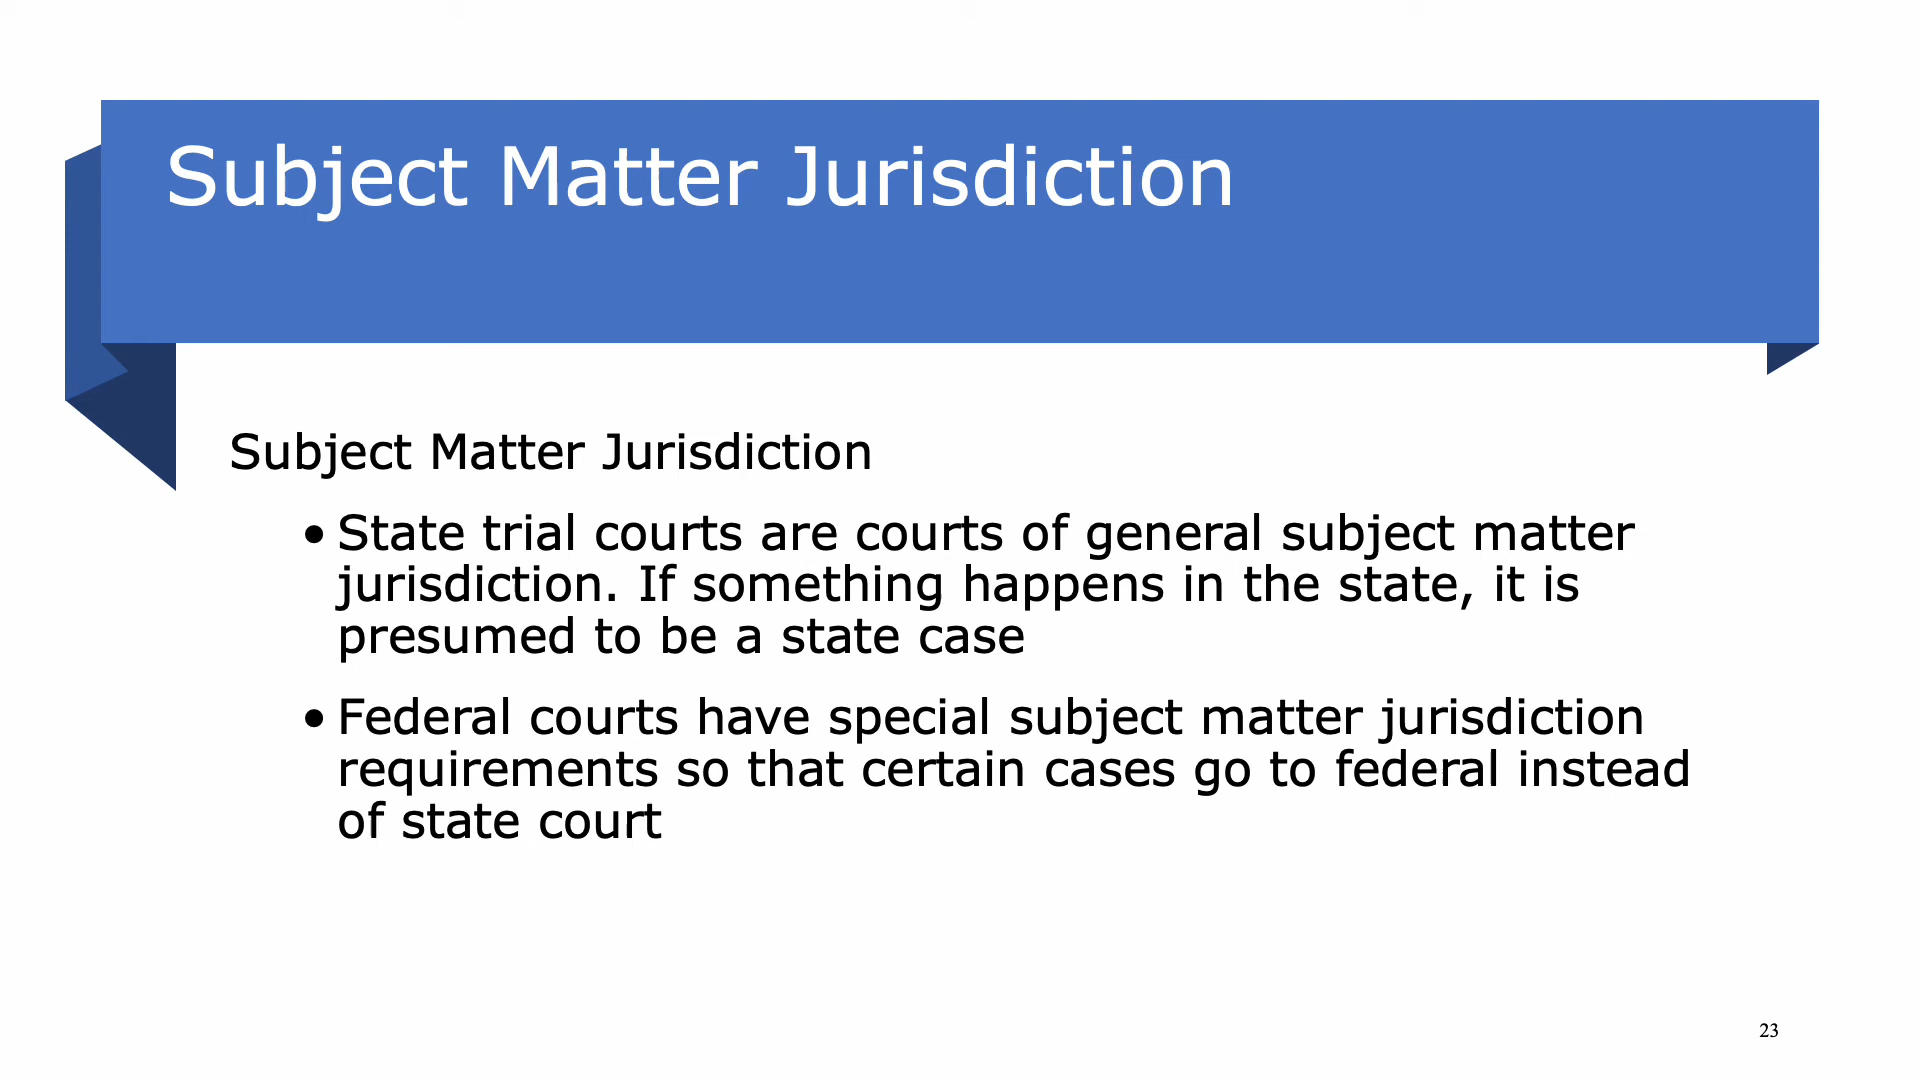 Subject Matter Jurisdiction
Subject Matter Jurisdiction
• State trial courts are courts of general subject matter
jurisdiction. If something happens in the state, it is
presumed to be a state case
• Federal courts have special subject matter jurisdiction
requirements so that certain cases go to federal instead
of state court
23